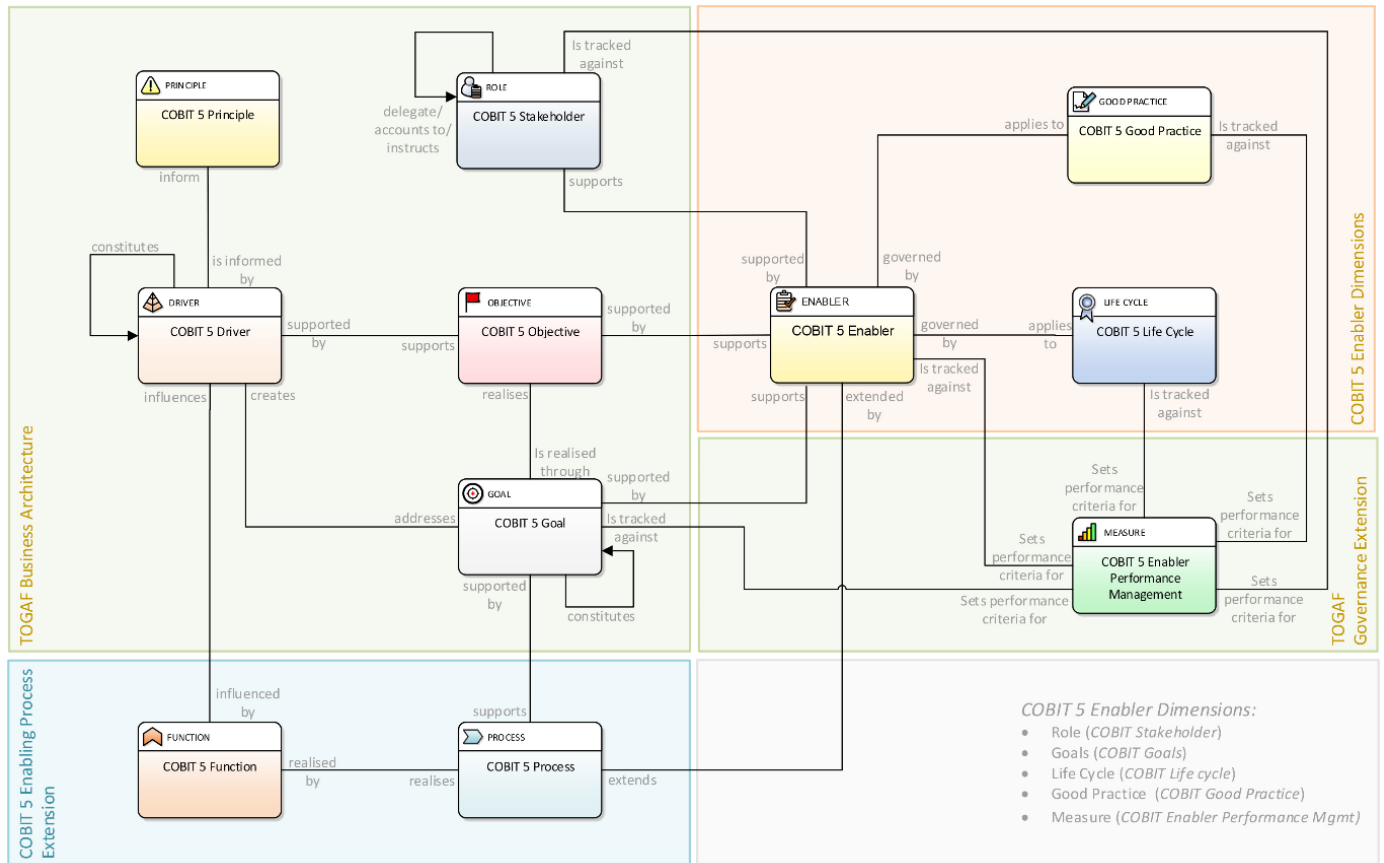 Is tracked
against
PRINCIPLE
COBIT 5 Principle
inform
ROLE
COBIT 5 Stakeholder
delegate/
accounts to/
instructs
supports
GOOD PRACTICE
COBIT 5 Good Practice
applies to
Is tracked
against
constitutes
is informed
by
DRIVER
COBIT 5 Driver
supported
by
influences
creates
OBJECTIVE
COBIT 5 Objective
supports
supported
by
realises
supported
by
governed
by
ENABLER
COBIT 5 Enabler
supports
governed
by
Is tracked
against
supports
extended
by
applies
to
LIFE CYCLE
COBIT 5 Life Cycle
Is tracked
against
COBIT 5 Enabler Dimensions
TOGAF Business Architecture
Is realised
through
GOAL
COBIT 5 Goal
addresses
supported
by
Is tracked
against
supported
by
constitutes
Sets
performance
criteria for
Sets
performance
criteria for
MEASURE
COBIT 5 Enabler
Performance
Management
Sets
performance
criteria for
Sets performance
criteria for
Sets
performance
criteria for
TOGAF
Governance Extension
COBIT 5 Enabling Process
Extension
influenced
by
FUNCTION
COBIT 5 Function
realised
by
supports
PROCESS
COBIT 5 Process
realises
extends
COBIT 5 Enabler Dimensions:
• Role (COBIT Stakeholder)
• Goals (COBIT Goals)
• Life Cycle (COBIT Life cycle)
• Good Practice (COBIT Good Practice)
• Measure (COBIT Enabler Performance Mgmt)